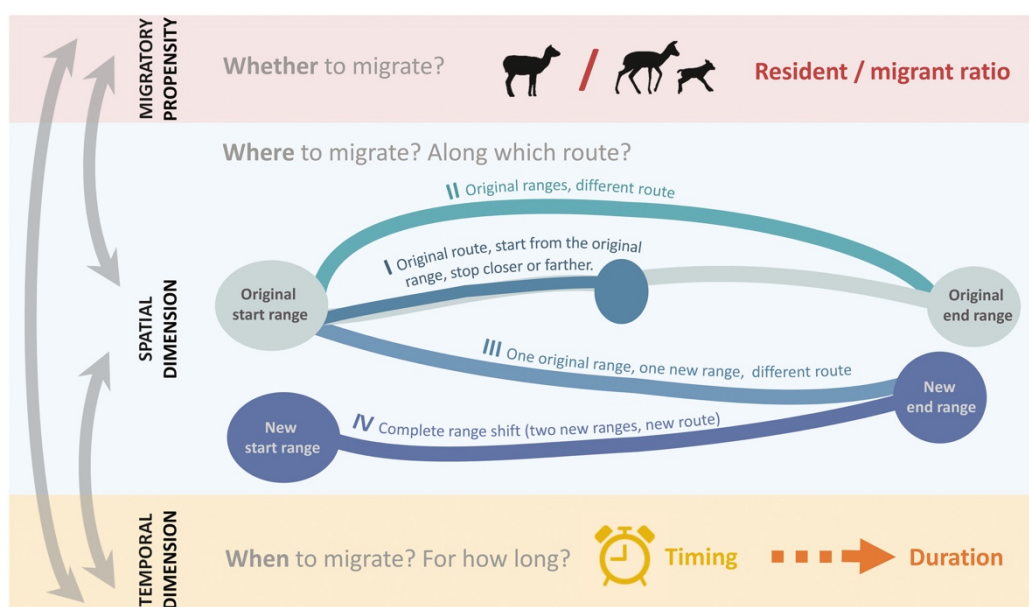 MIGRATORY
PROPENSITY
Whether to migrate?
/
Resident / migrant ratio
SPATIAL
DIMENSION
Where to migrate? Along which route?
II Original ranges, different route
I Original route, start from the original
range, stop closer or farther.
Original
start range
Original
end range
III One original range, one new range, different route
New
end range
IV Complete range shift (two new ranges, new route)
New
start range
TEMPORAL
DIMENSION
When to migrate? For how long?
Timing
Duration